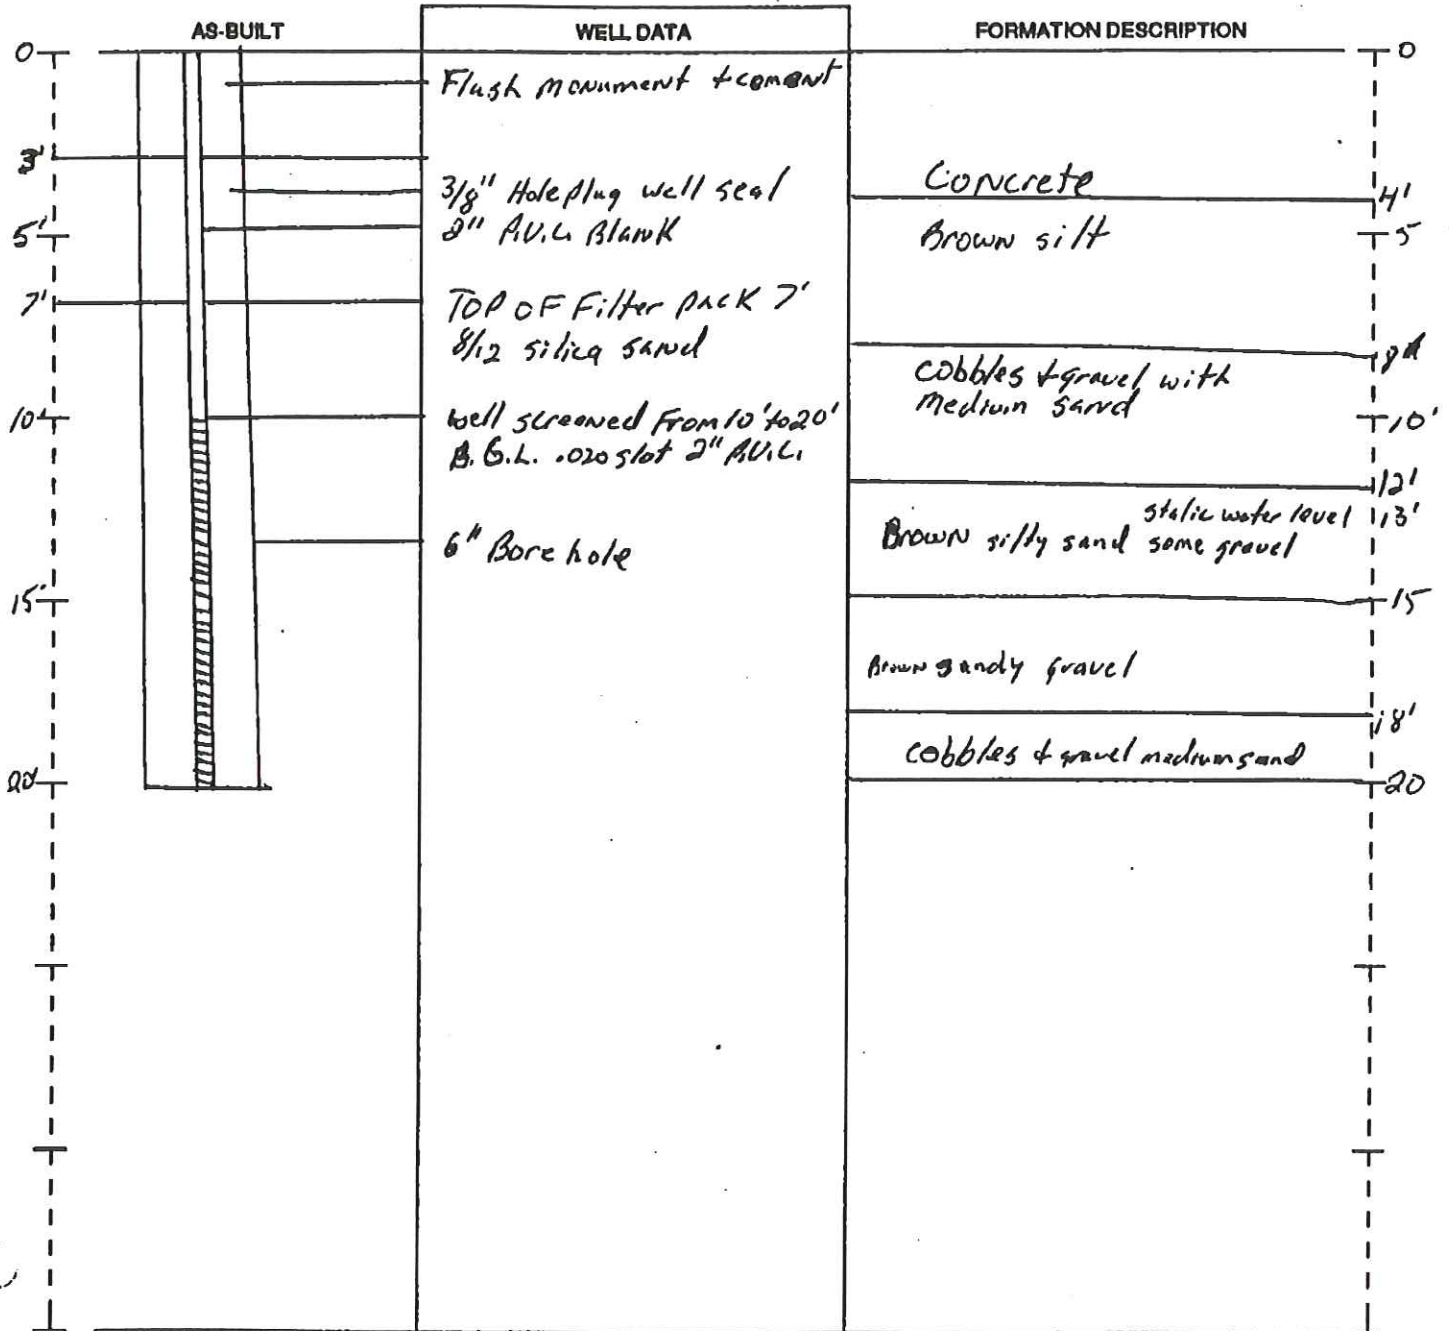 AS-BUILT
WELL DATA
FORMATION DESCRIPTION
0
0
Flush monument + cement
3'
3/8" Hole plug well seal
Concrete
4'
2" P.V.C. Blank
5'
Brown silt
5
7'
TOP OF Filter pack 7'
8/12 silica sand
8'
cobbles + gravel with
medium sand
10'
well screened From 10' to 20'
10'
B.G.L. .020 slot 2" P.V.C.
12'
static water level
13'
Brown silty sand some gravel
6" Bore hole
15'
15
Brown sandy gravel
18'
cobbles + gravel medium sand
20'
20